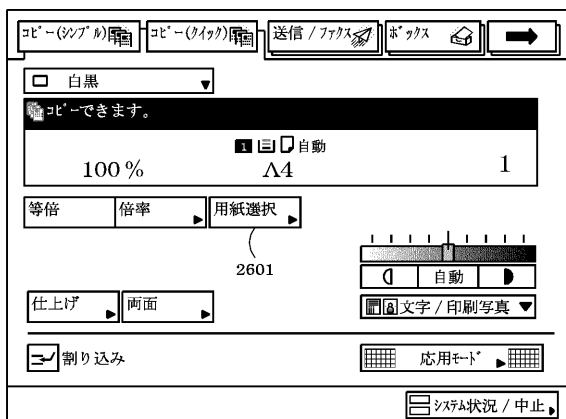 コピー(シンプル) コピー(クイック) 送信 / ファクス ボックス
白黒
コピーできます。
1 自動
100 % A4 1
等倍 倍率 用紙選択
2601
自動
仕上げ 両面 文字 / 印刷写真
割り込み 応用モード
システム状況 / 中止